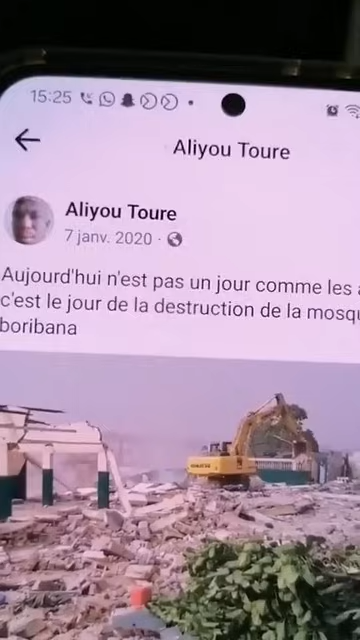 15:25
Aliyou Toure
Aliyou Toure
7 janv. 2020 ·
Aujourd'hui n'est pas un jour comme les
c'est le jour de la destruction de la
boribana
KOMATSU